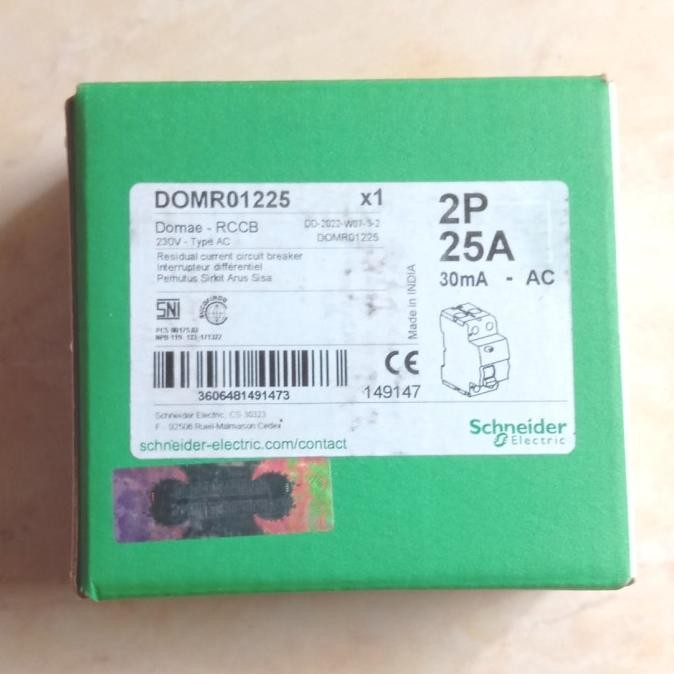 DOMR01225 x1
Domae - RCCB DD-2022-W07-3-2
230V - Type AC DOMR01225
Residual current circuit breaker
Interrupteur différentiel
Pemutus Sirkit Arus Sisa
2P
25A
30mA - AC
Made in INDIA
SNI SUCOFINDO
CE
3606481491473 149147
Schneider Electric, CS 30323
F - 92506 Rueil-Malmaison Cedex
schneider-electric.com/contact
Schneider
Electric